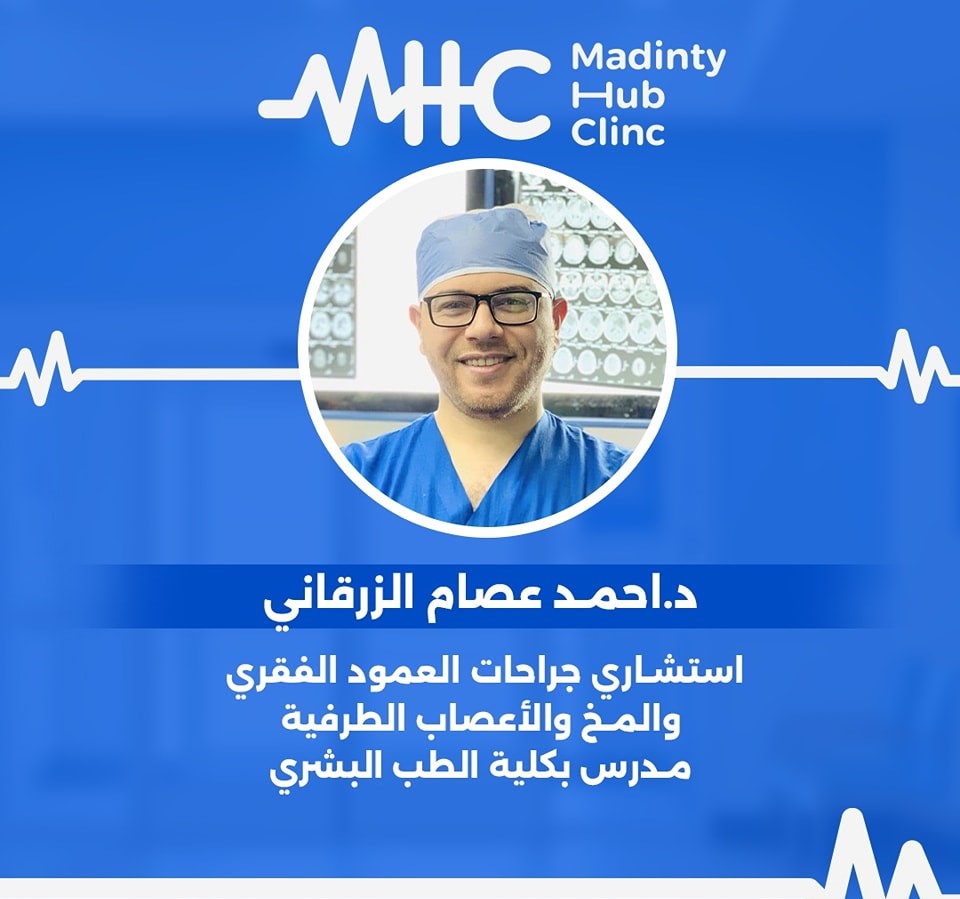 MHC
Madinty
Hub
Clinc
د.احمد عصام الزرقاني
استشاري جراحات العمود الفقري
والمخ والأعصاب الطرفية
مدرس بكلية الطب البشري